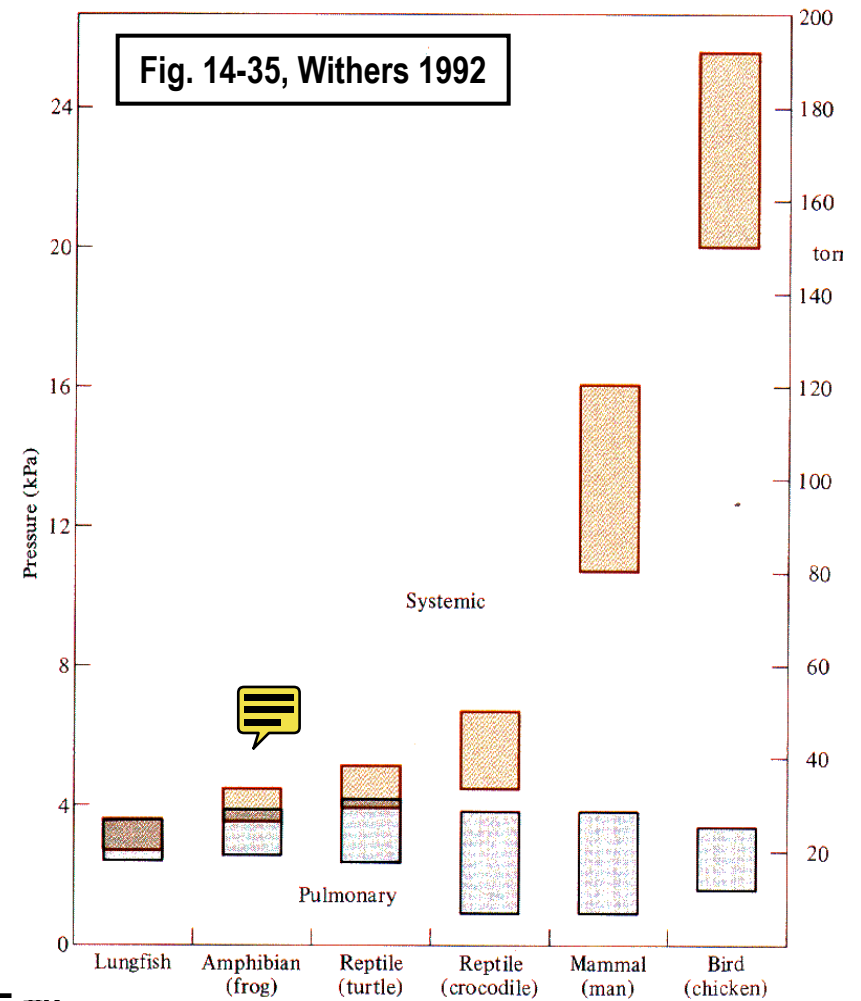 Fig. 14-35, Withers 1992
200
24
180
160
20
torr
140
16
120
100
Pressure (kPa)
12
80
Systemic
8
60
40
4
20
Pulmonary
0
Lungfish
Amphibian
(frog)
Reptile
(turtle)
Reptile
(crocodile)
Mammal
(man)
Bird
(chicken)